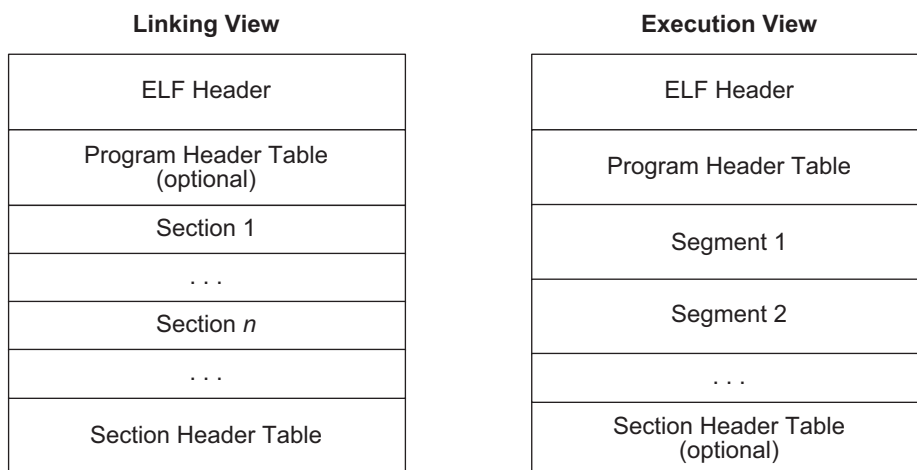 Linking View
ELF Header
Program Header Table
(optional)
Section 1
. . .
Section n
. . .
Section Header Table
Execution View
ELF Header
Program Header Table
Segment 1
Segment 2
. . .
Section Header Table
(optional)